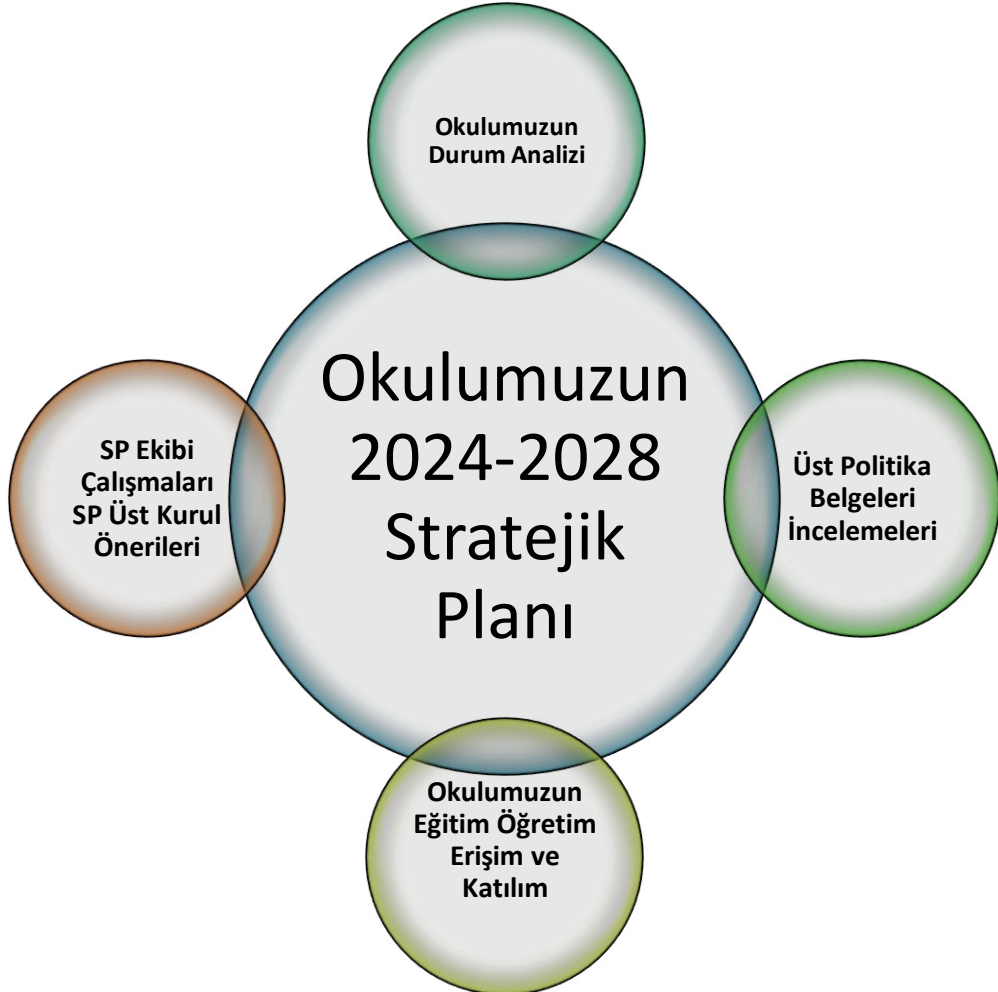 Okulumuzun
Durum Analizi
Okulumuzun
2024-2028
Stratejik
Planı
SP Ekibi
Çalışmaları
SP Üst Kurul
Önerileri
Üst Politika
Belgeleri
İncelemeleri
Okulumuzun
Eğitim Öğretim
Erişim ve
Katılım